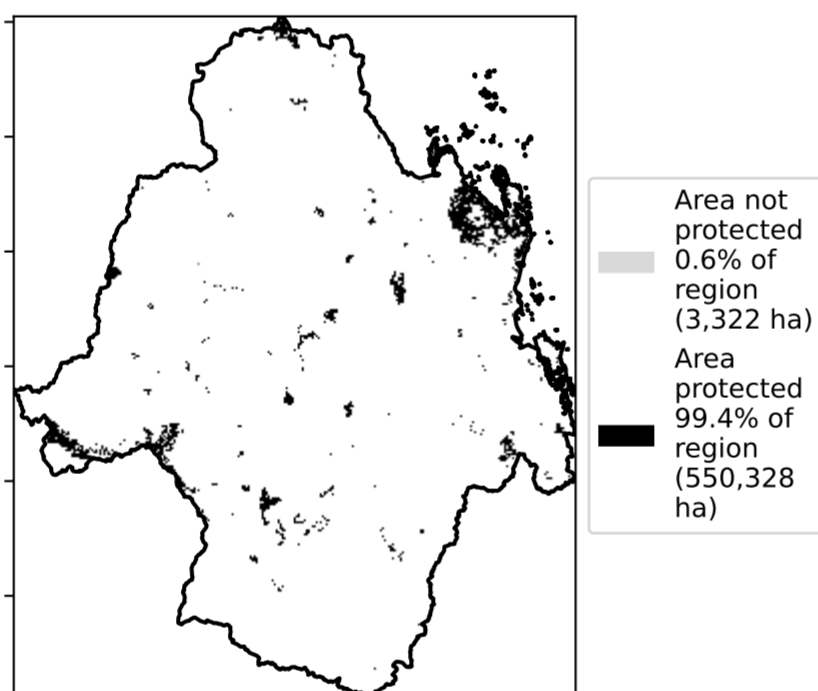 Area not
protected
0.6% of
region
(3,322 ha)
Area
protected
99.4% of
region
(550,328
ha)